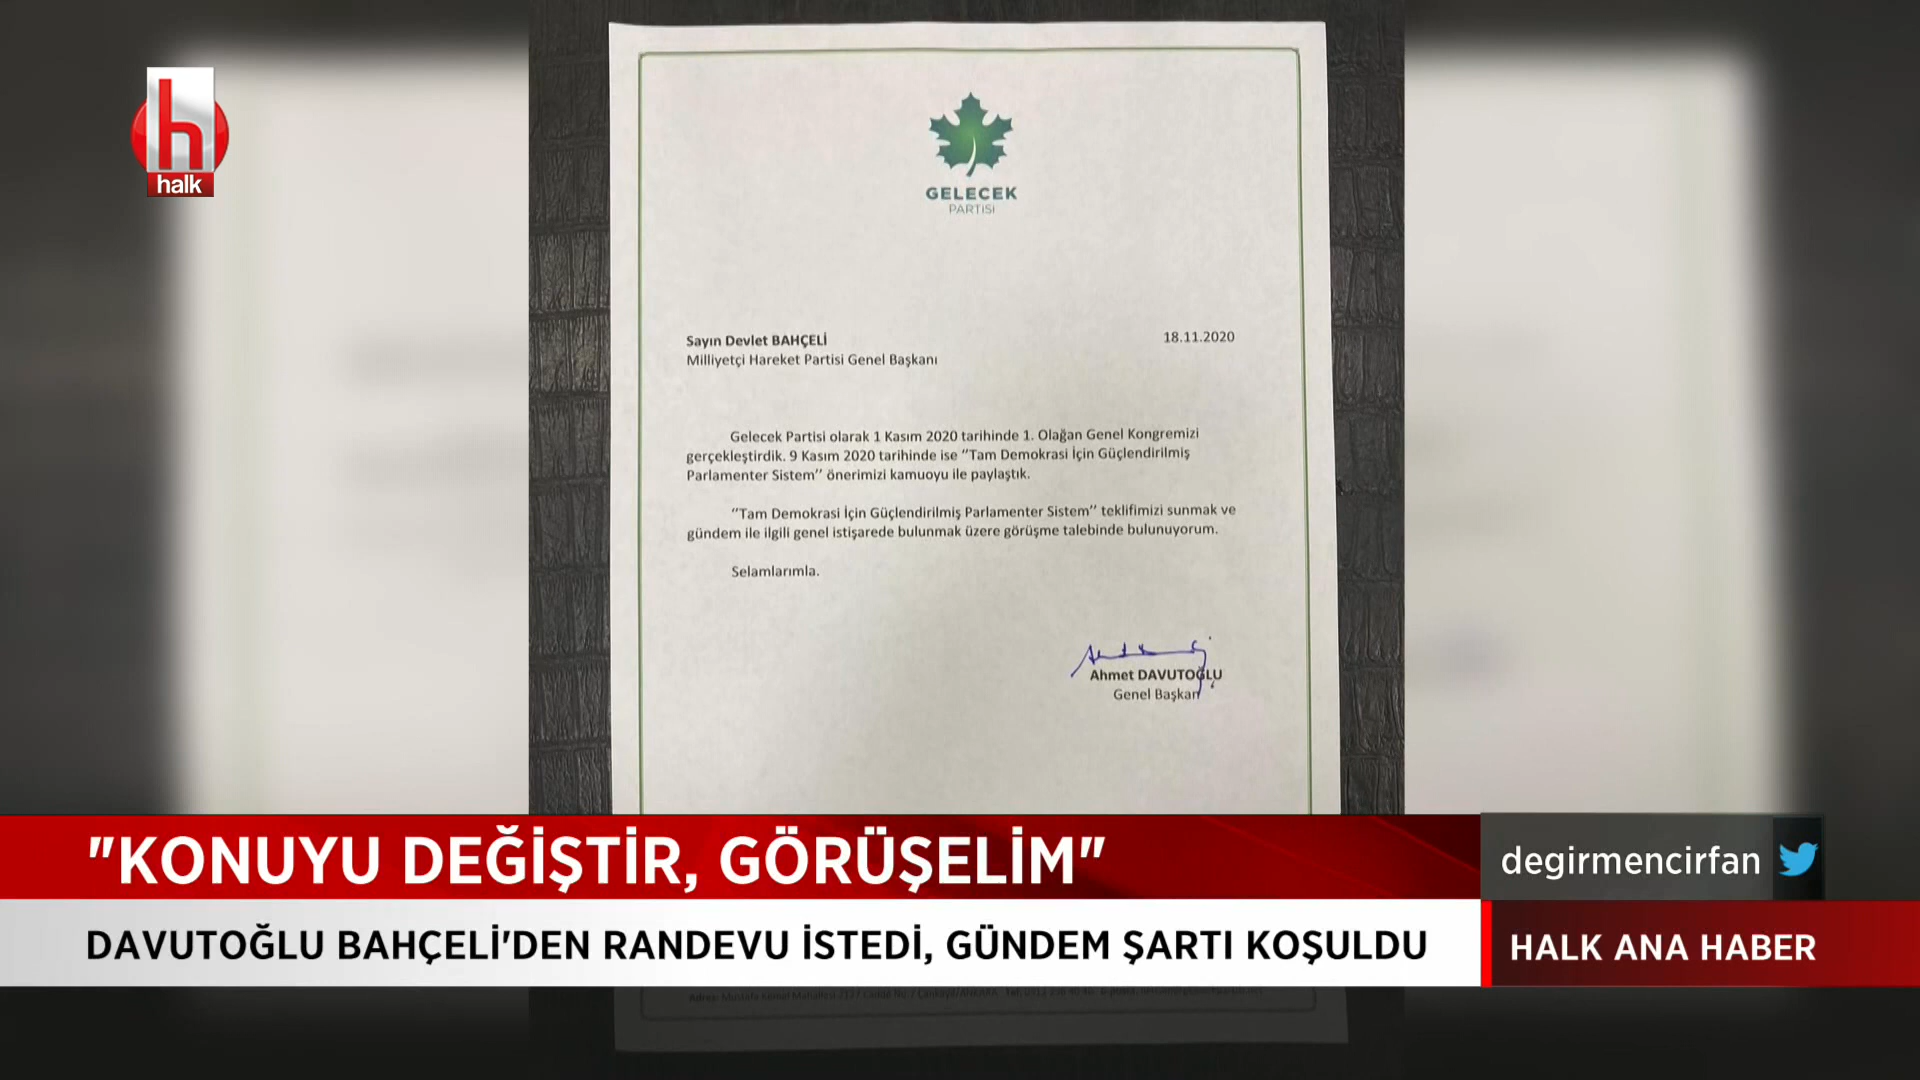 h
halk
GELECEK
PARTİSİ
Sayın Devlet BAHÇELİ
18.11.2020
Milliyetçi Hareket Partisi Genel Başkanı
Gelecek Partisi olarak 1 Kasım 2020 tarihinde 1. Olağan Genel Kongremizi
gerçekleştirdik. 9 Kasım 2020 tarihinde ise ‘‘Tam Demokrasi İçin Güçlendirilmiş
Parlamenter Sistem’’ önerimizi kamuoyu ile paylaştık.
‘‘Tam Demokrasi İçin Güçlendirilmiş Parlamenter Sistem’’ teklifimizi sunmak ve
gündem ile ilgili genel istişarede bulunmak üzere görüşme talebinde bulunuyorum.
Selamlarımla.
Ahmet DAVUTOĞLU
Genel Başkan
"KONUYU DEĞİŞTİR, GÖRÜŞELİM"
degirmencirfan
DAVUTOĞLU BAHÇELİ'DEN RANDEVU İSTEDİ, GÜNDEM ŞARTI KOŞULDU
HALK ANA HABER